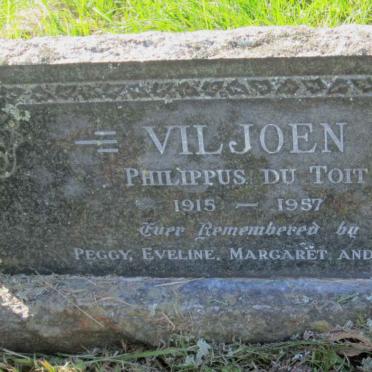 VILJOEN
PHILIPPUS DU TOIT
1915 — 1957
Ever Remembered by
PEGGY, EVELINE, MARGARET AND